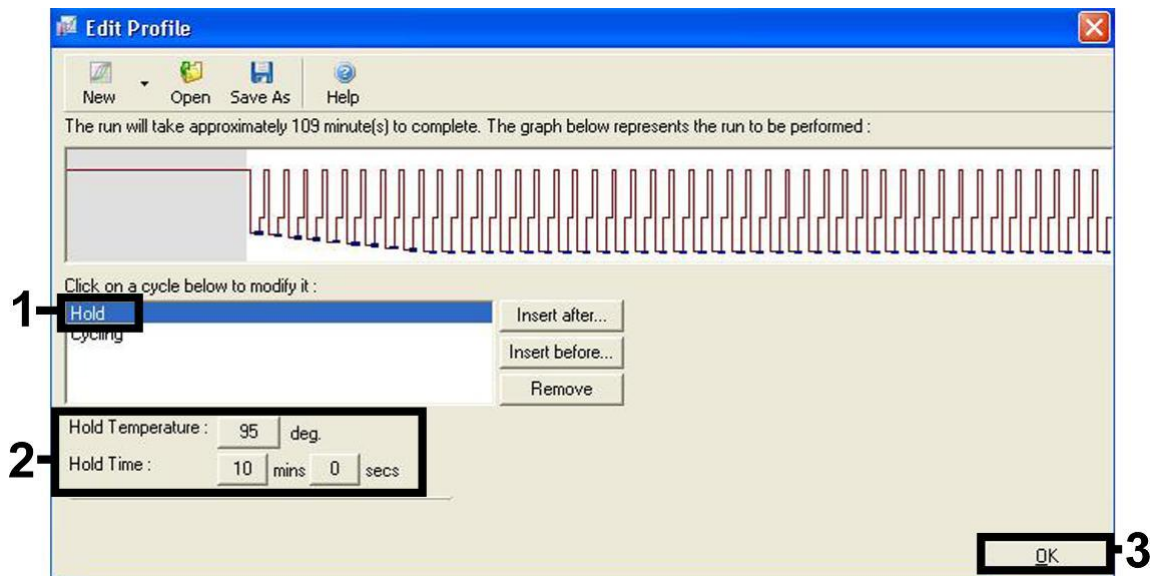 Edit Profile
New Open Save As Help
The run will take approximately 109 minute(s) to complete. The graph below represents the run to be performed :
Click on a cycle below to modify it :
1
Hold
Cycling
Insert after...
Insert before...
Remove
2
Hold Temperature : 95 deg.
Hold Time : 10 mins 0 secs
OK
3